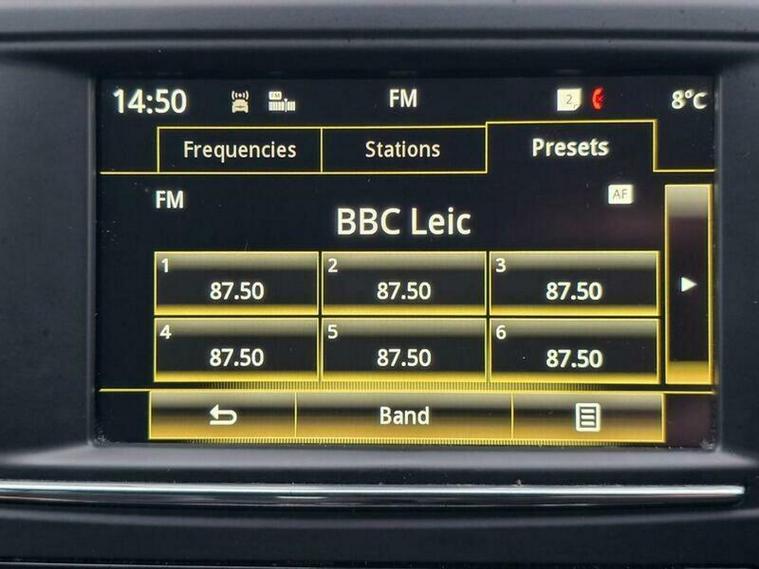 14:50 FM 2 8°C
Frequencies Stations Presets
FM AF
BBC Leic
1 2 3
87.50 87.50 87.50
4 5 6
87.50 87.50 87.50
Band